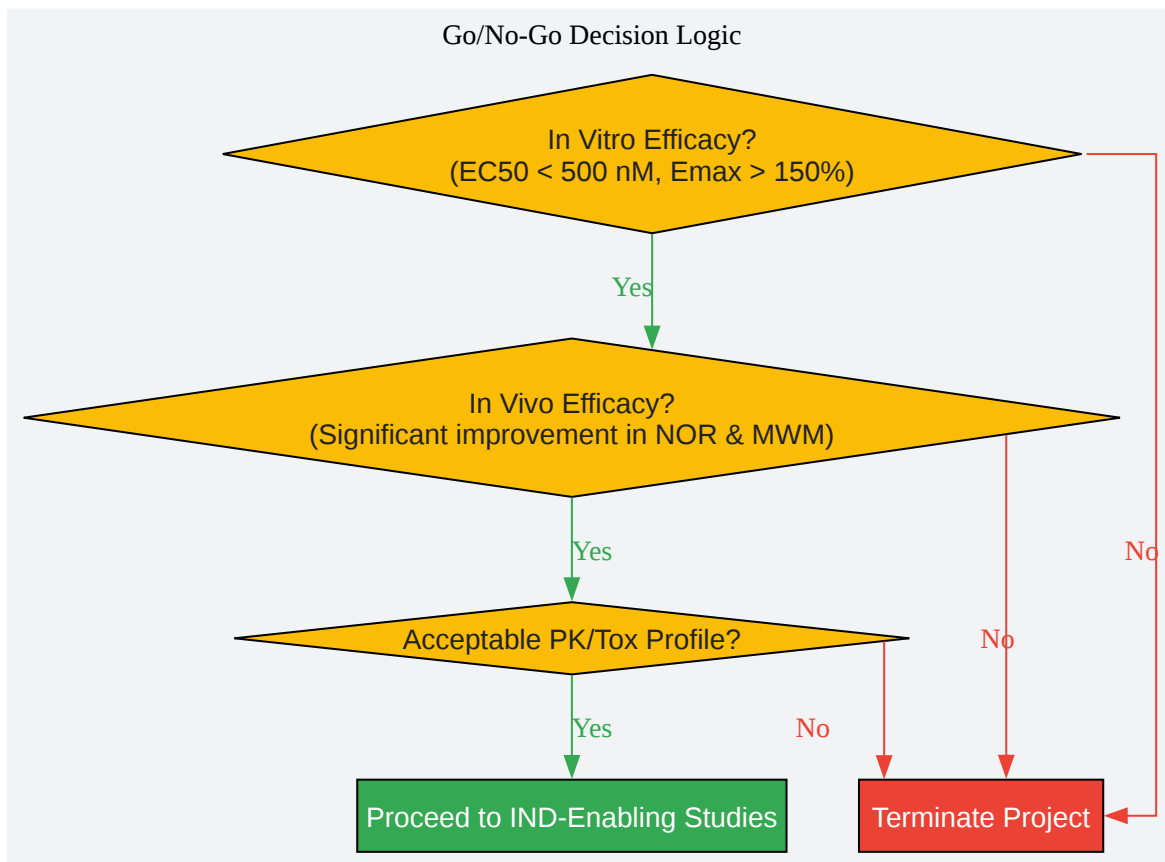 Go/No-Go Decision Logic
In Vitro Efficacy?
(EC50 < 500 nM, Emax > 150%)
Yes
In Vivo Efficacy?
(Significant improvement in NOR & MWM)
Yes
No
Acceptable PK/Tox Profile?
No
Yes
No
Proceed to IND-Enabling Studies
Terminate Project